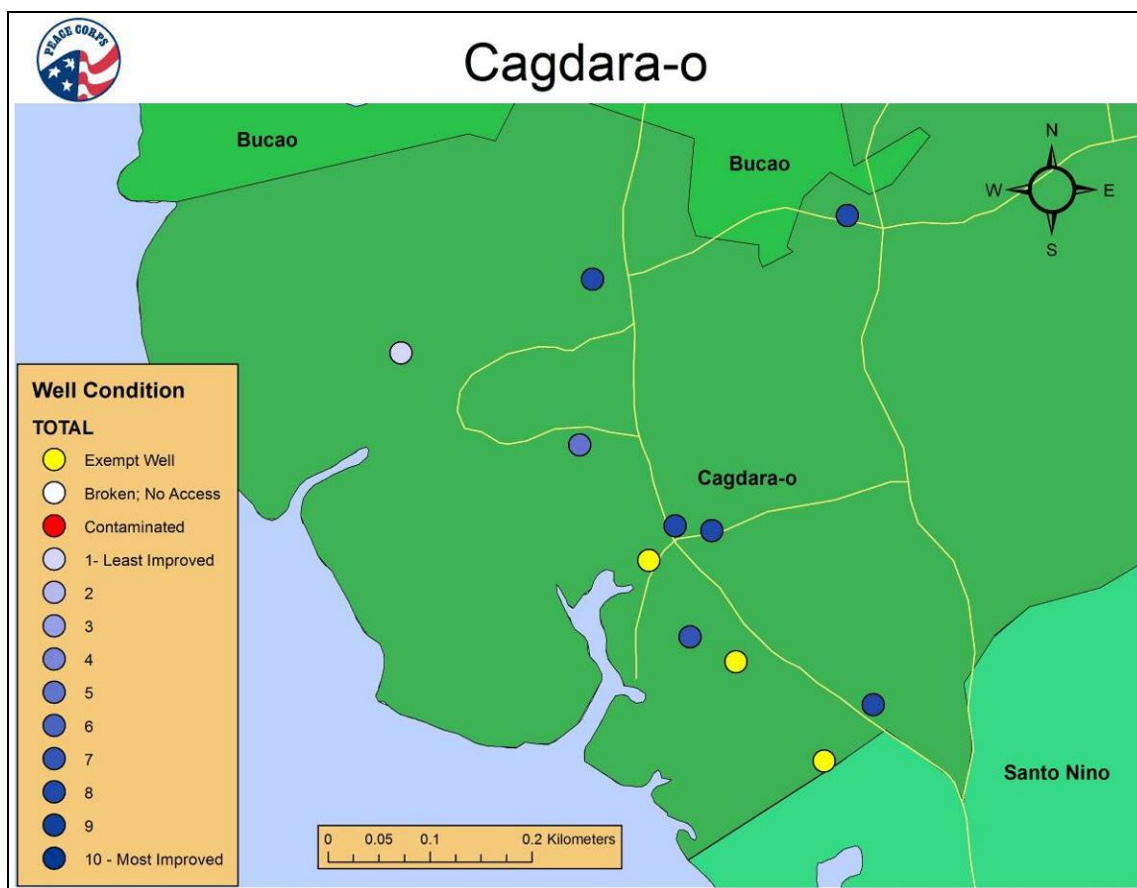 PEACE CORPS
Cagdara-o
Bucao
Bucao
N
W E
S
Well Condition
TOTAL
Exempt Well
Broken; No Access
Contaminated
1- Least Improved
2
3
4
5
6
7
8
9
10 - Most Improved
Cagdara-o
Santo Nino
0 0.05 0.1 0.2 Kilometers